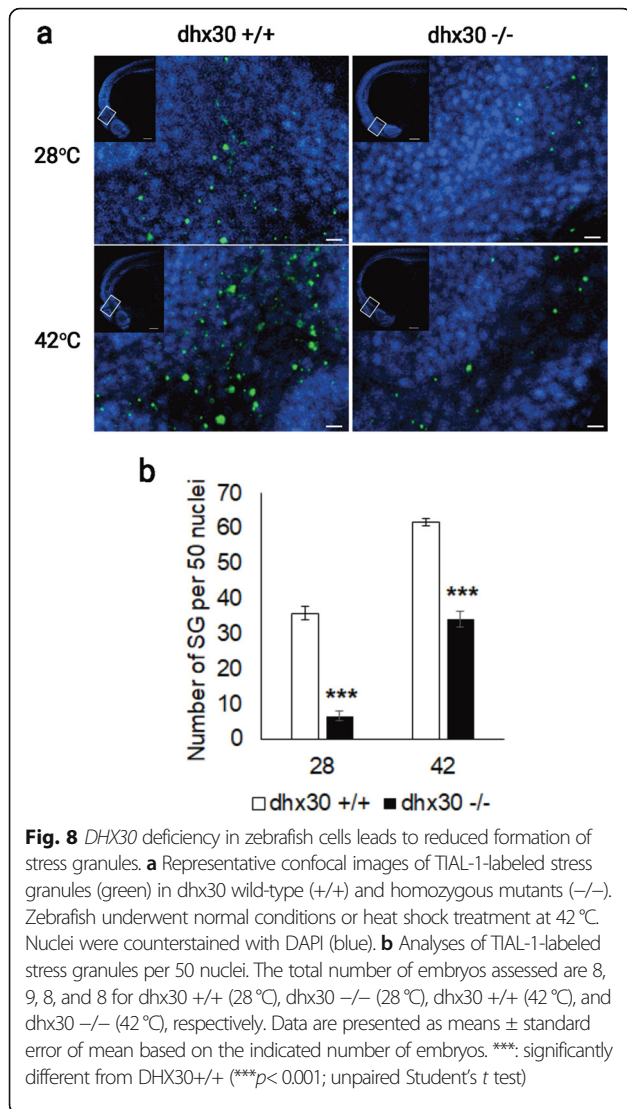 a
dhx30 +/+ dhx30 -/-
28°C
42°C
b
Number of SG per 50 nuclei
70
60
50
40
30
20
10
0
***
***
28 42
dhx30 +/+ dhx30 -/-
Fig. 8 DHX30 deficiency in zebrafish cells leads to reduced formation of
stress granules. a Representative confocal images of TIAL-1-labeled stress
granules (green) in dhx30 wild-type (+/+) and homozygous mutants (−/−).
Zebrafish underwent normal conditions or heat shock treatment at 42 °C.
Nuclei were counterstained with DAPI (blue). b Analyses of TIAL-1-labeled
stress granules per 50 nuclei. The total number of embryos assessed are 8,
9, 8, and 8 for dhx30 +/+ (28 °C), dhx30 −/− (28 °C), dhx30 +/+ (42 °C), and
dhx30 −/− (42 °C), respectively. Data are presented as means ± standard
error of mean based on the indicated number of embryos. ***: significantly
different from DHX30+/+ (***p< 0.001; unpaired Student's t test)